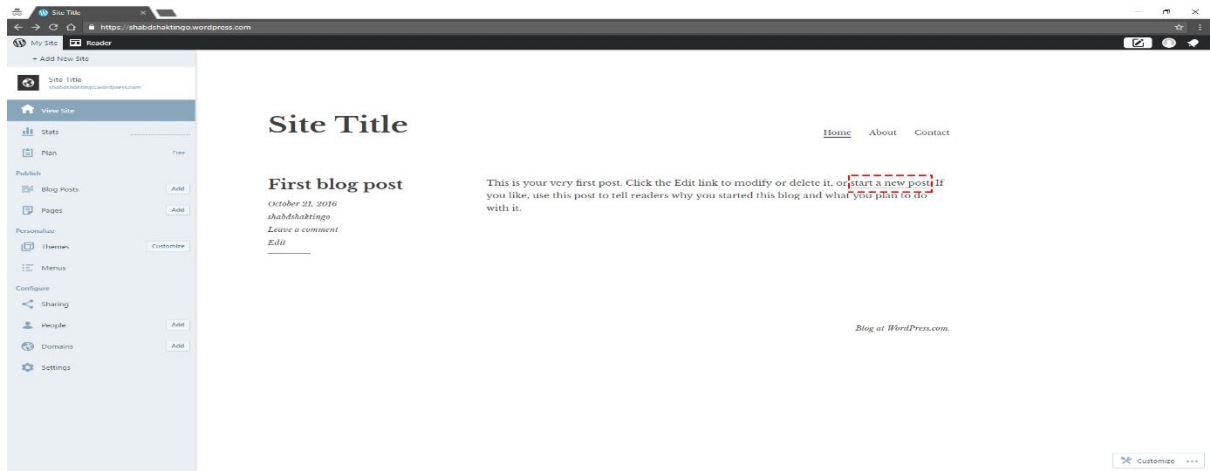 Site Title
https://shabdshaktingo.wordpress.com
My Site Reader
+ Add New Site
Site Title
shabdshaktingo.wordpress.com
View Site
Stats
Plan Free
Publish
Blog Posts Add
Pages Add
Personalize
Themes Customize
Menus
Configure
Sharing
People Add
Domains Add
Settings
Site Title
Home About Contact
First blog post
October 21, 2016
shabdshaktingo
Leave a comment
Edit
This is your very first post. Click the Edit link to modify or delete it, or start a new post. If
you like, use this post to tell readers why you started this blog and what you plan to do
with it.
Blog at WordPress.com.
Customize